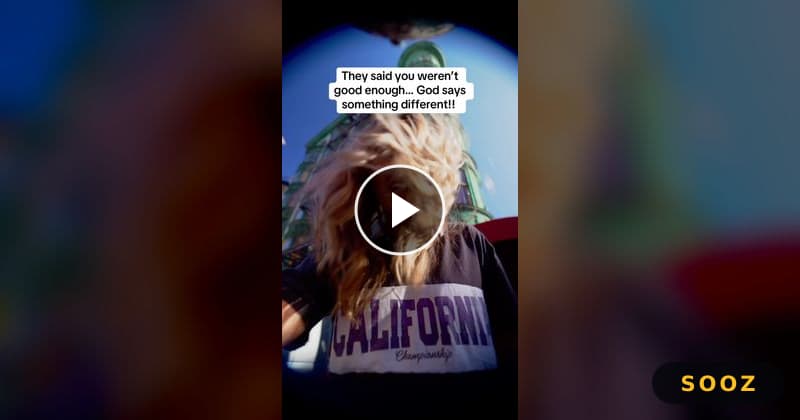 They said you weren't
good enough... God says
something different!!
CALIFORNI
Championship
SOOZ